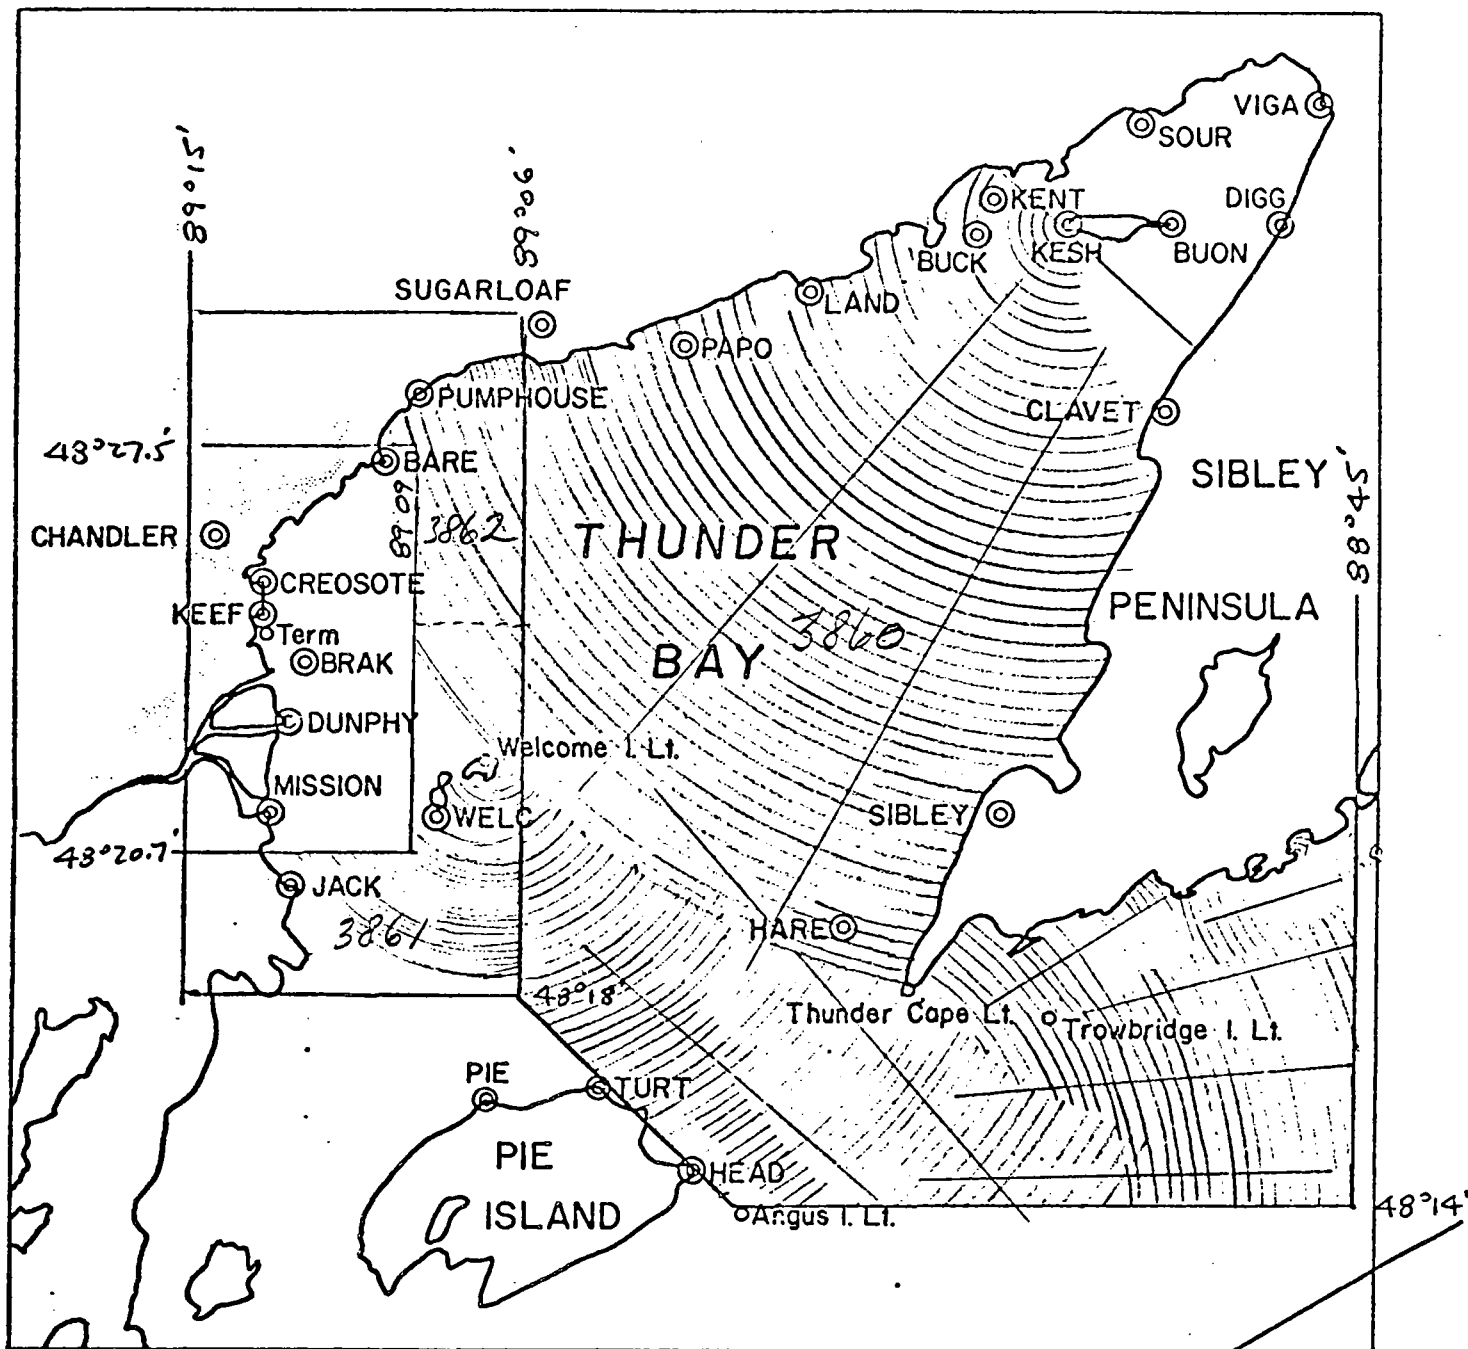 VIGA
SOUR
89°15'
89°06'
KENT
DIGG
BUCK
KESH
BUON
SUGARLOAF
LAND
PAPO
PUMPHOUSE
CLAVET
48°27.5'
BARE
SIBLEY
88°45'
89 09
3862
THUNDER
CHANDLER
CREOSOTE
PENINSULA
KEEF
Term
3860
BRAK
BAY
DUNPHY
Welcome I. Lt.
MISSION
WELC
SIBLEY
48°20.7'
JACK
3861
HARE
48°18'
Thunder Cape Lt.
Trowbridge I. Lt.
PIE
TURT
PIE
ISLAND
HEAD
Angus I. Lt.
48°14'